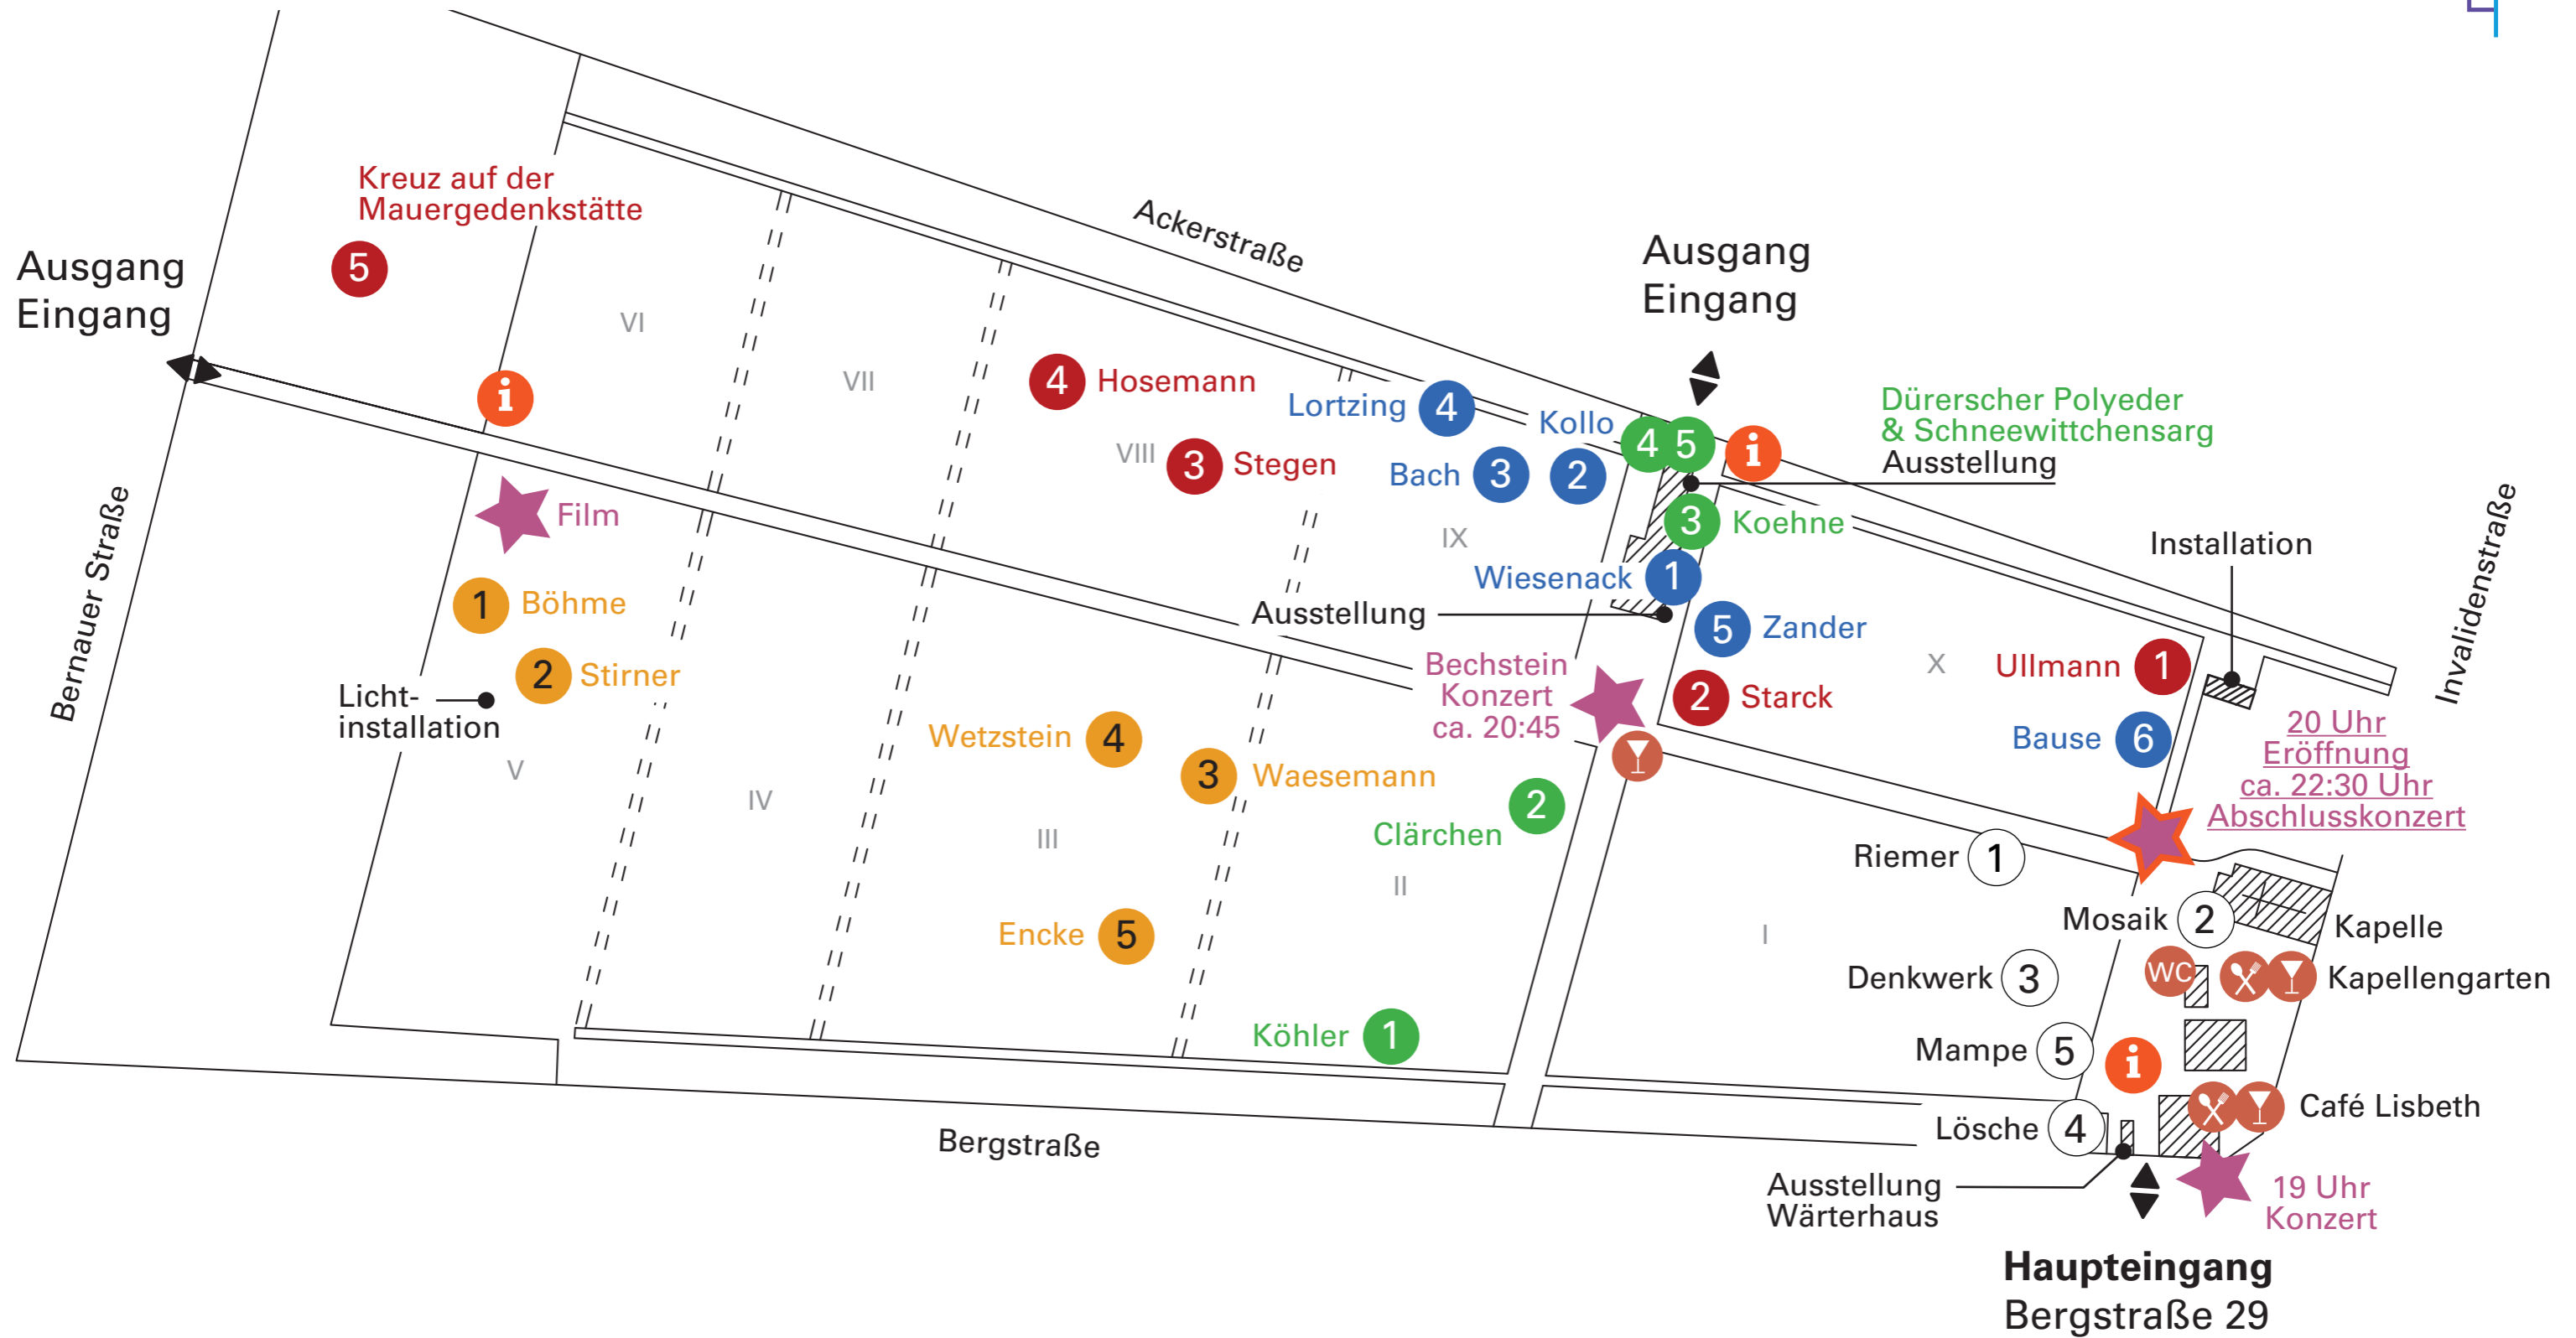 Kreuz auf der
Mauergedenkstätte
5
Ausgang
Eingang
Ackerstraße
Ausgang
Eingang
VI
VII
i
4 Hosemann
Lortzing 4
Kollo
4 5
i
Dürerscher Polyeder
& Schneewittchensarg
Ausstellung
VIII
3 Stegen
Bach 3
2
Bernauer Straße
Film
IX
3 Koehne
Installation
Invalidenstraße
1 Böhme
Wiesenack 1
Ausstellung
5 Zander
2 Stirner
Licht-
installation
Bechstein
Konzert
ca. 20:45
2 Starck
X
Ullmann 1
Bause 6
20 Uhr
Eröffnung
ca. 22:30 Uhr
Abschlusskonzert
Wetzstein 4
3 Waesemann
V
IV
III
2
Clärchen
II
Riemer 1
Mosaik 2
Kapelle
Encke 5
I
Denkwerk 3
WC
Kapellengarten
Köhler 1
Mampe 5
i
Café Lisbeth
Lösche 4
Bergstraße
Ausstellung
Wärterhaus
19 Uhr
Konzert
Haupteingang
Bergstraße 29